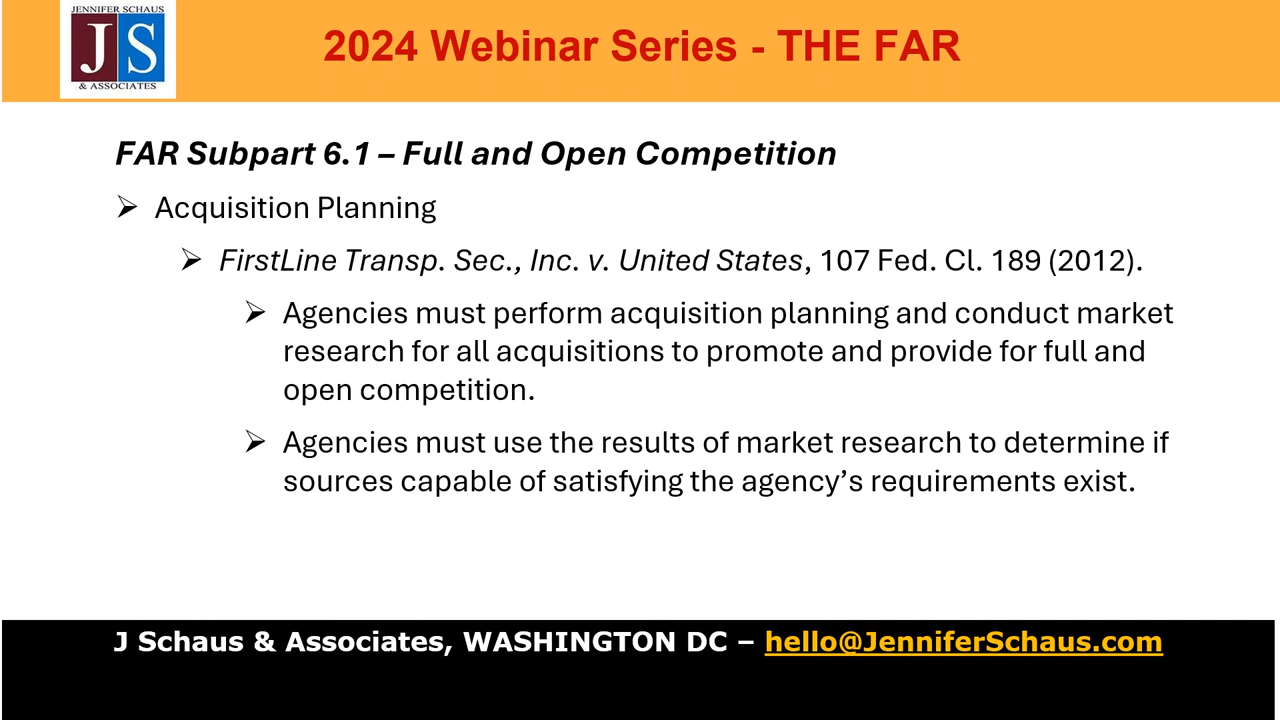 JENNIFER SCHAUS
J S
& ASSOCIATES
2024 Webinar Series - THE FAR
FAR Subpart 6.1 – Full and Open Competition
➢ Acquisition Planning
➢ FirstLine Transp. Sec., Inc. v. United States, 107 Fed. Cl. 189 (2012).
➢ Agencies must perform acquisition planning and conduct market
research for all acquisitions to promote and provide for full and
open competition.
➢ Agencies must use the results of market research to determine if
sources capable of satisfying the agency’s requirements exist.
J Schaus & Associates, WASHINGTON DC – hello@JenniferSchaus.com